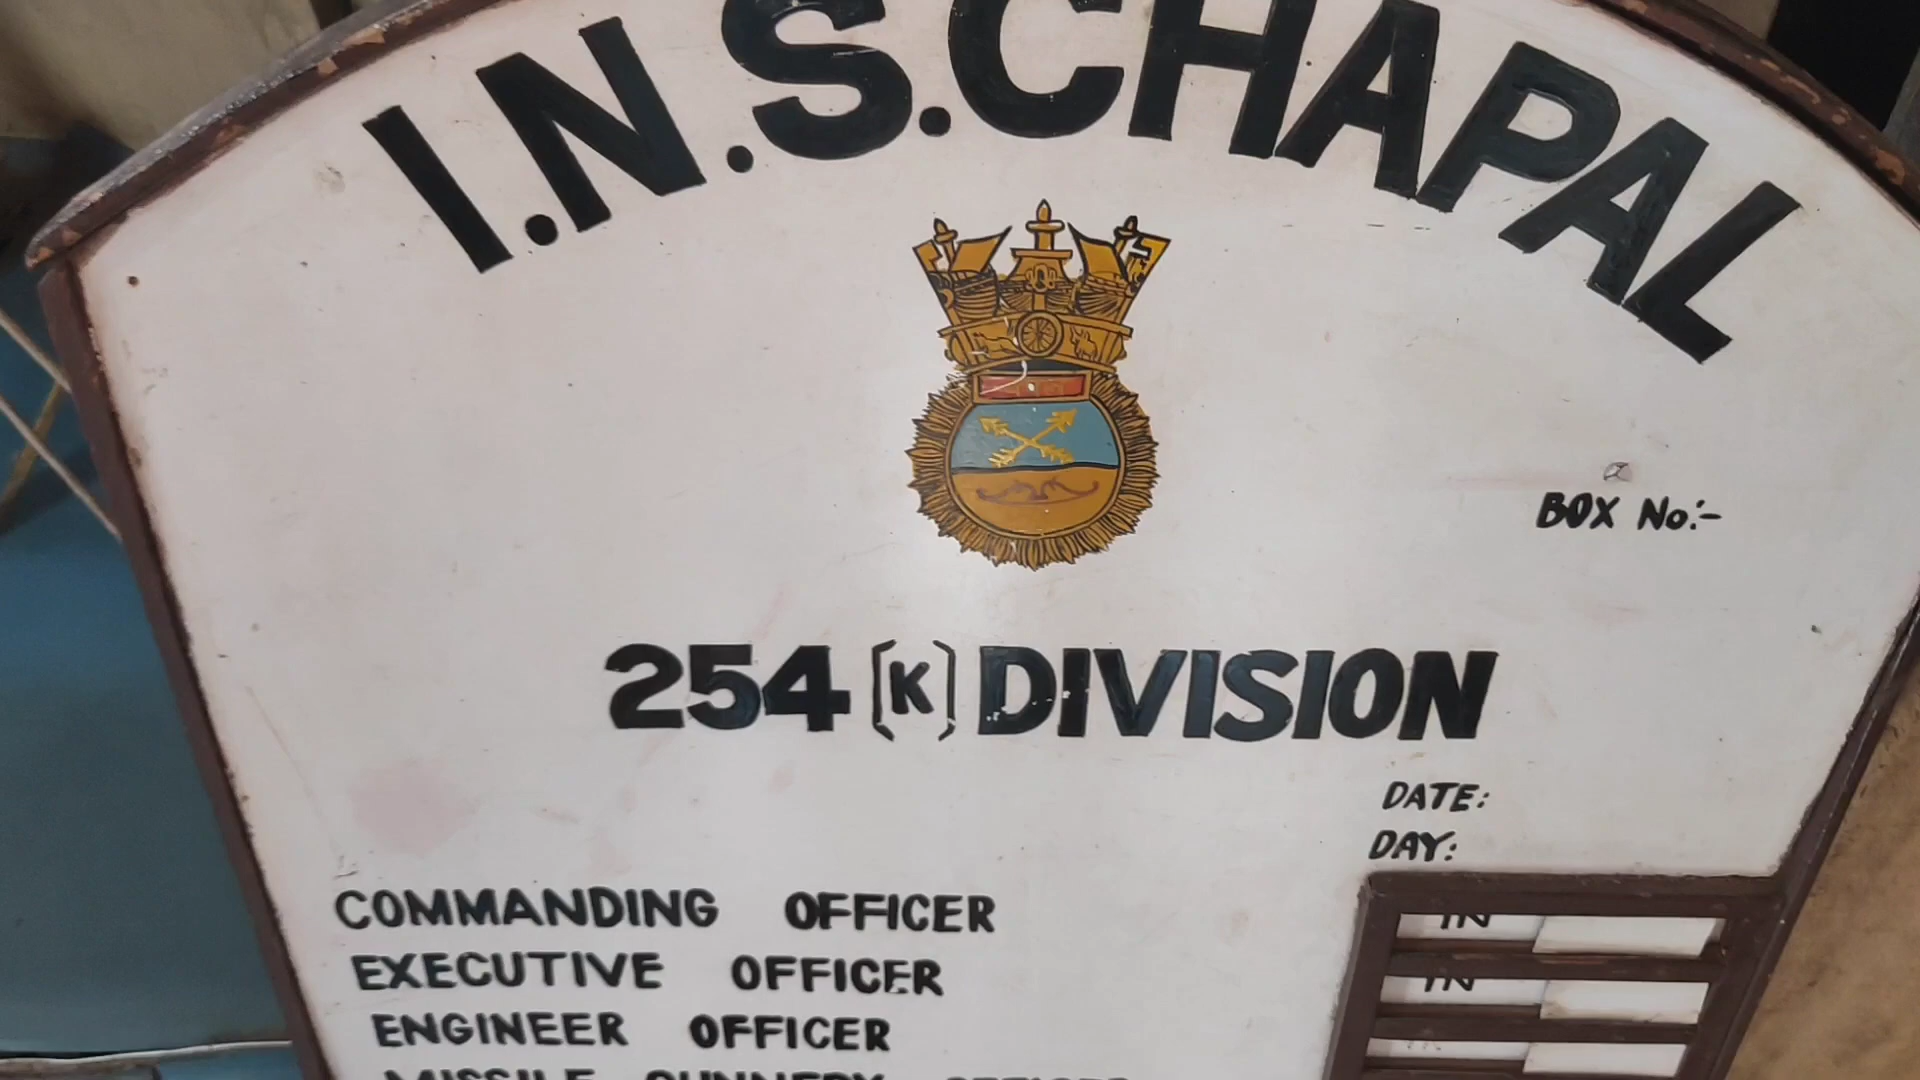 I.N.S.CHAPAL
BOX No:-
254 [K] DIVISION
DATE:
DAY:
COMMANDING OFFICER IN
EXECUTIVE OFFICER IN
ENGINEER OFFICER
MISSILE GUNNERY OFFICER